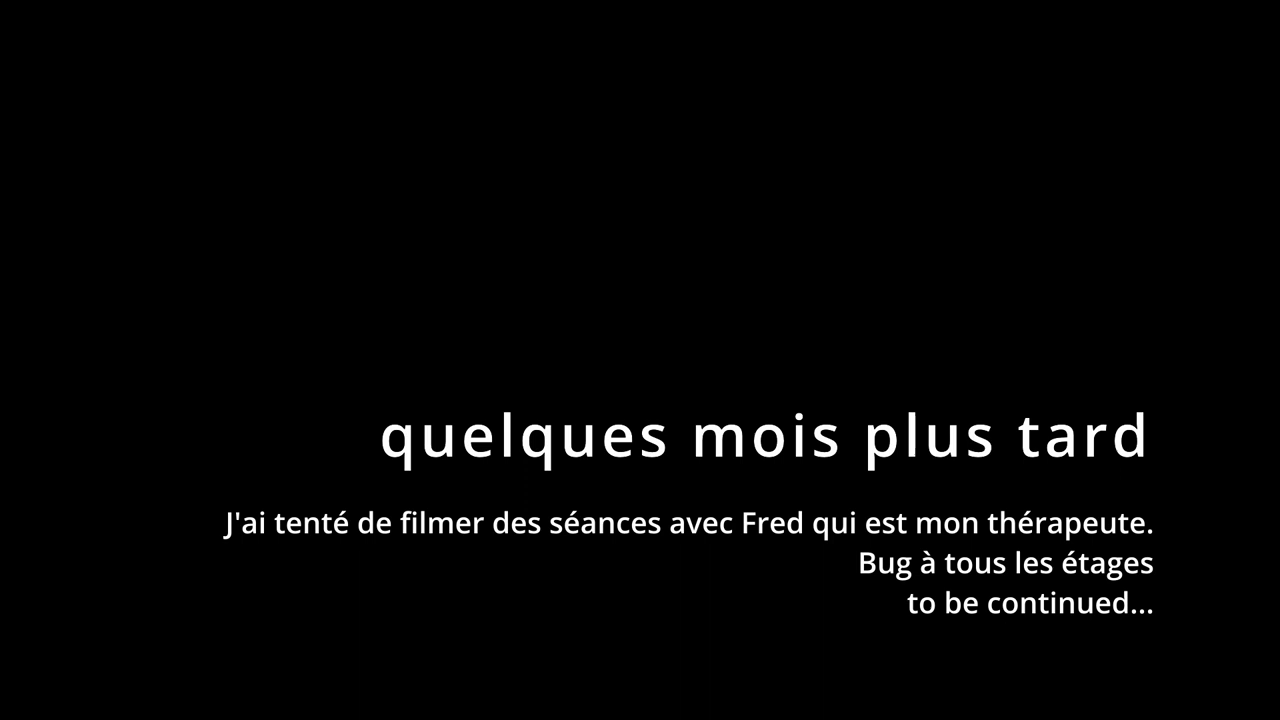 quelques mois plus tard
J'ai tenté de filmer des séances avec Fred qui est mon thérapeute.
Bug à tous les étages
to be continued...